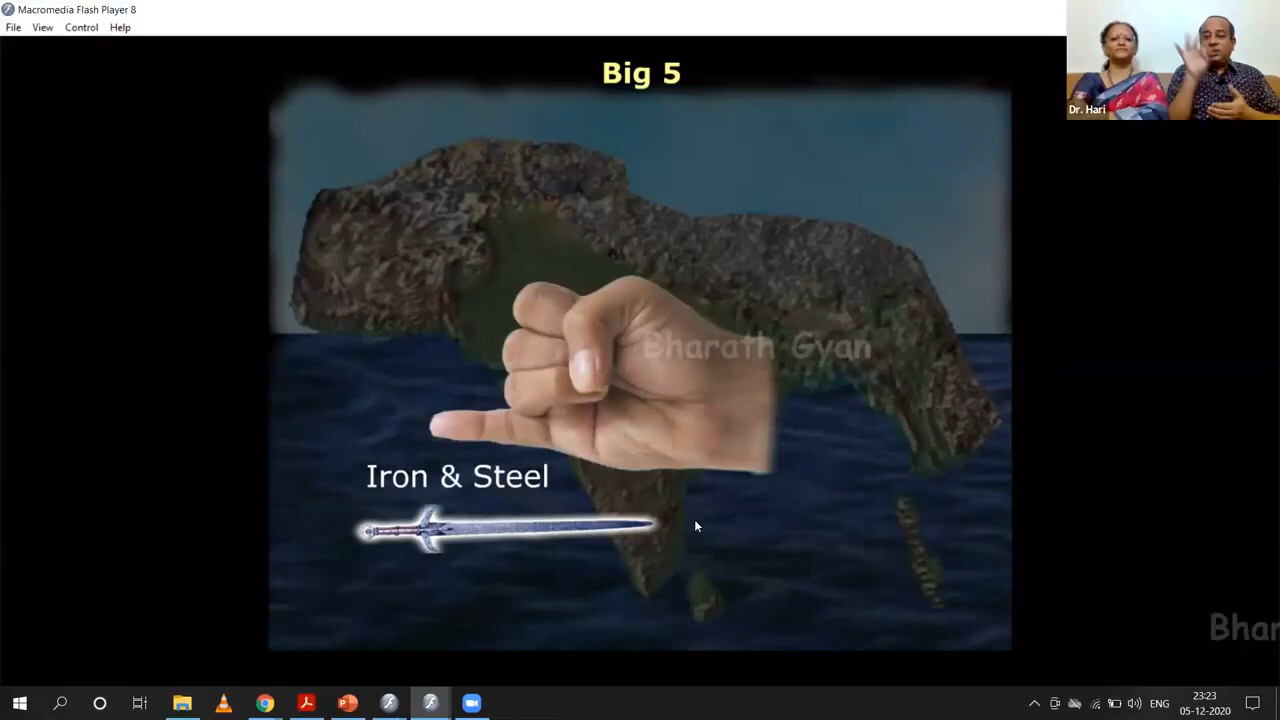 Macromedia Flash Player 8
File View Control Help
Big 5
Dr. Hari
Bharath Gyan
Iron & Steel
Bhar
ENG
23:23
05-12-2020